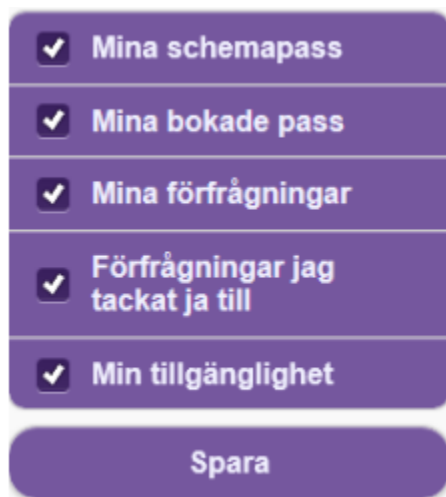 Mina schemapass
Mina bokade pass
Mina förfrågningar
Förfrågningar jag
tackat ja till
Min tillgänglighet
Spara